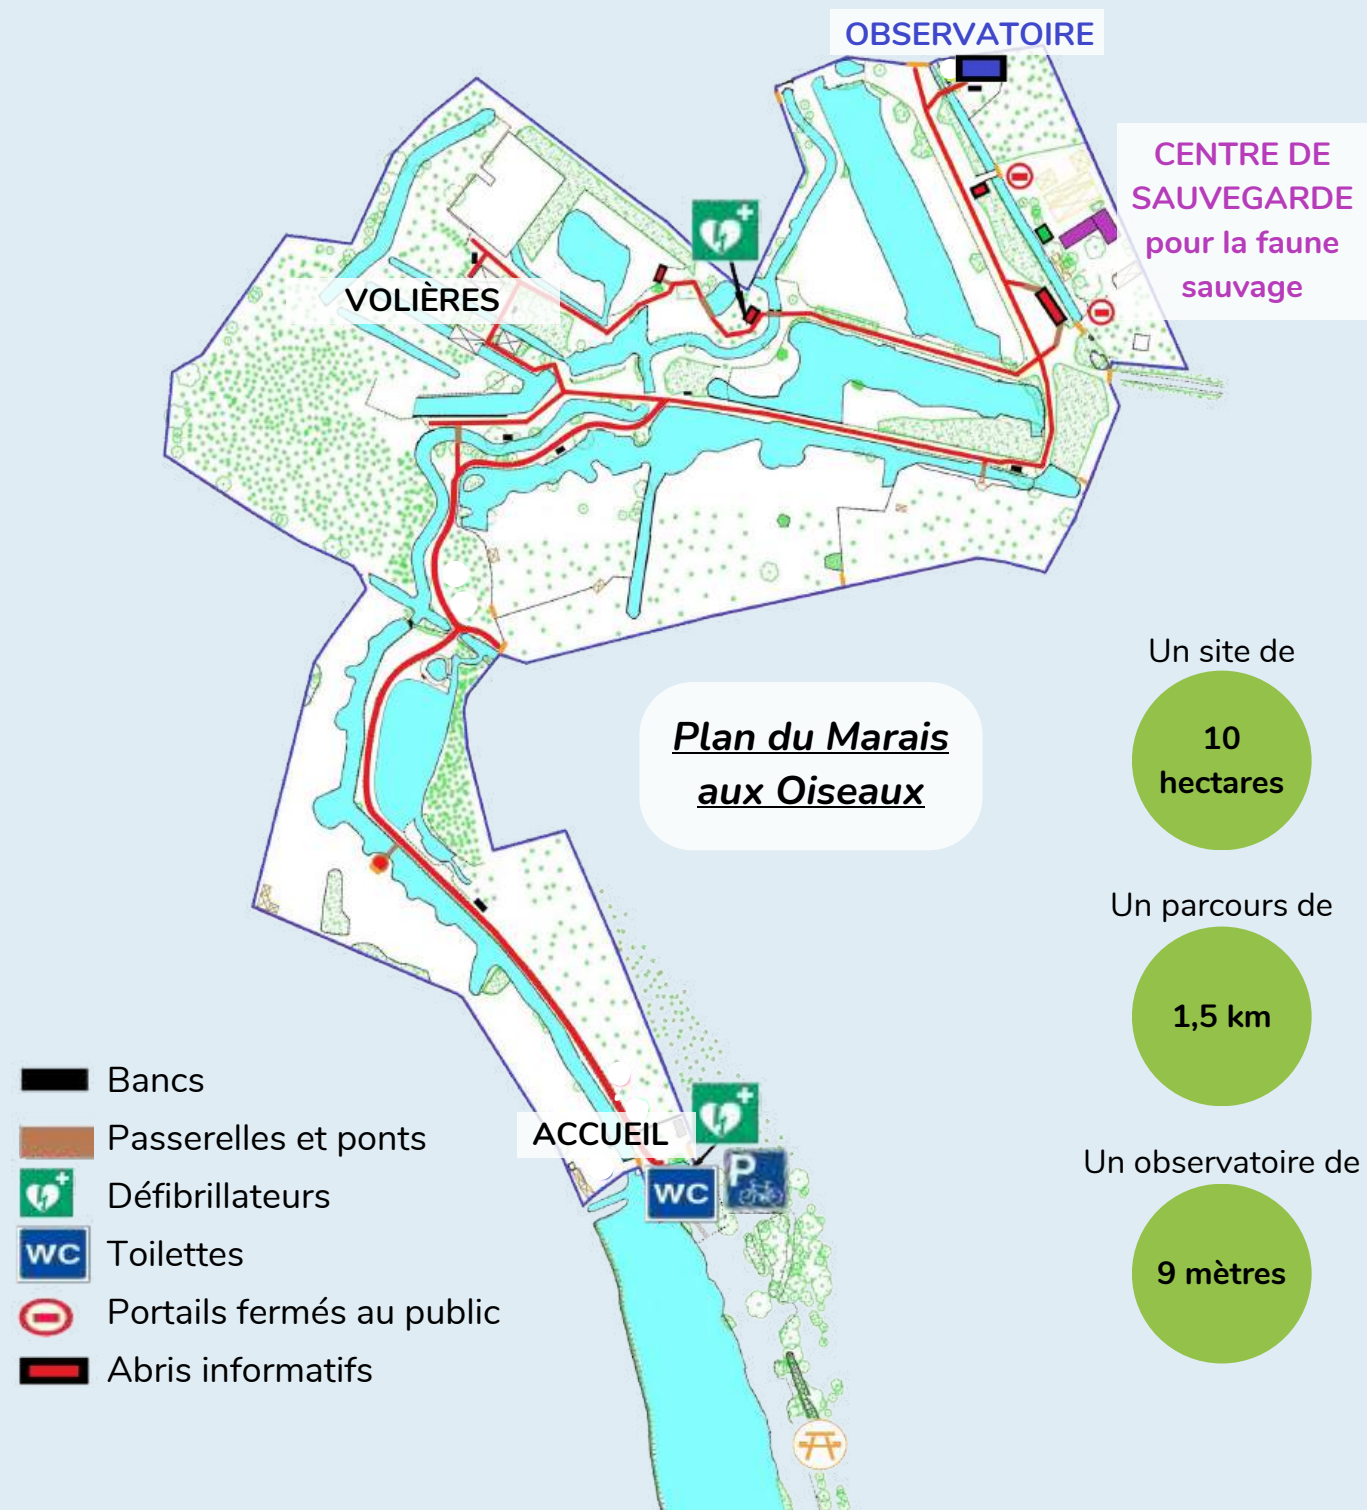 OBSERVATOIRE
CENTRE DE
SAUVEGARDE
pour la faune
sauvage
VOLIÈRES
Un site de
10
hectares
Plan du Marais
aux Oiseaux
Un parcours de
1,5 km
Un observatoire de
9 mètres
ACCUEIL
WC
P
Bancs
Passerelles et ponts
Défibrillateurs
WC
Toilettes
Portails fermés au public
Abris informatifs